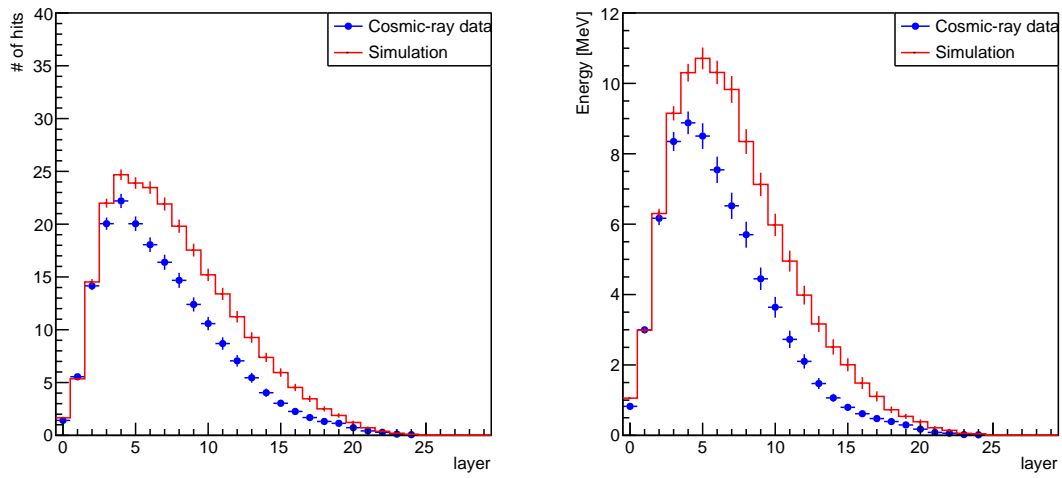 # of hits
40
35
30
25
20
15
10
5
0
Cosmic-ray data
Simulation
0 5 10 15 20 25
layer
Energy [MeV]
12
10
8
6
4
2
0
Cosmic-ray data
Simulation
0 5 10 15 20 25
layer